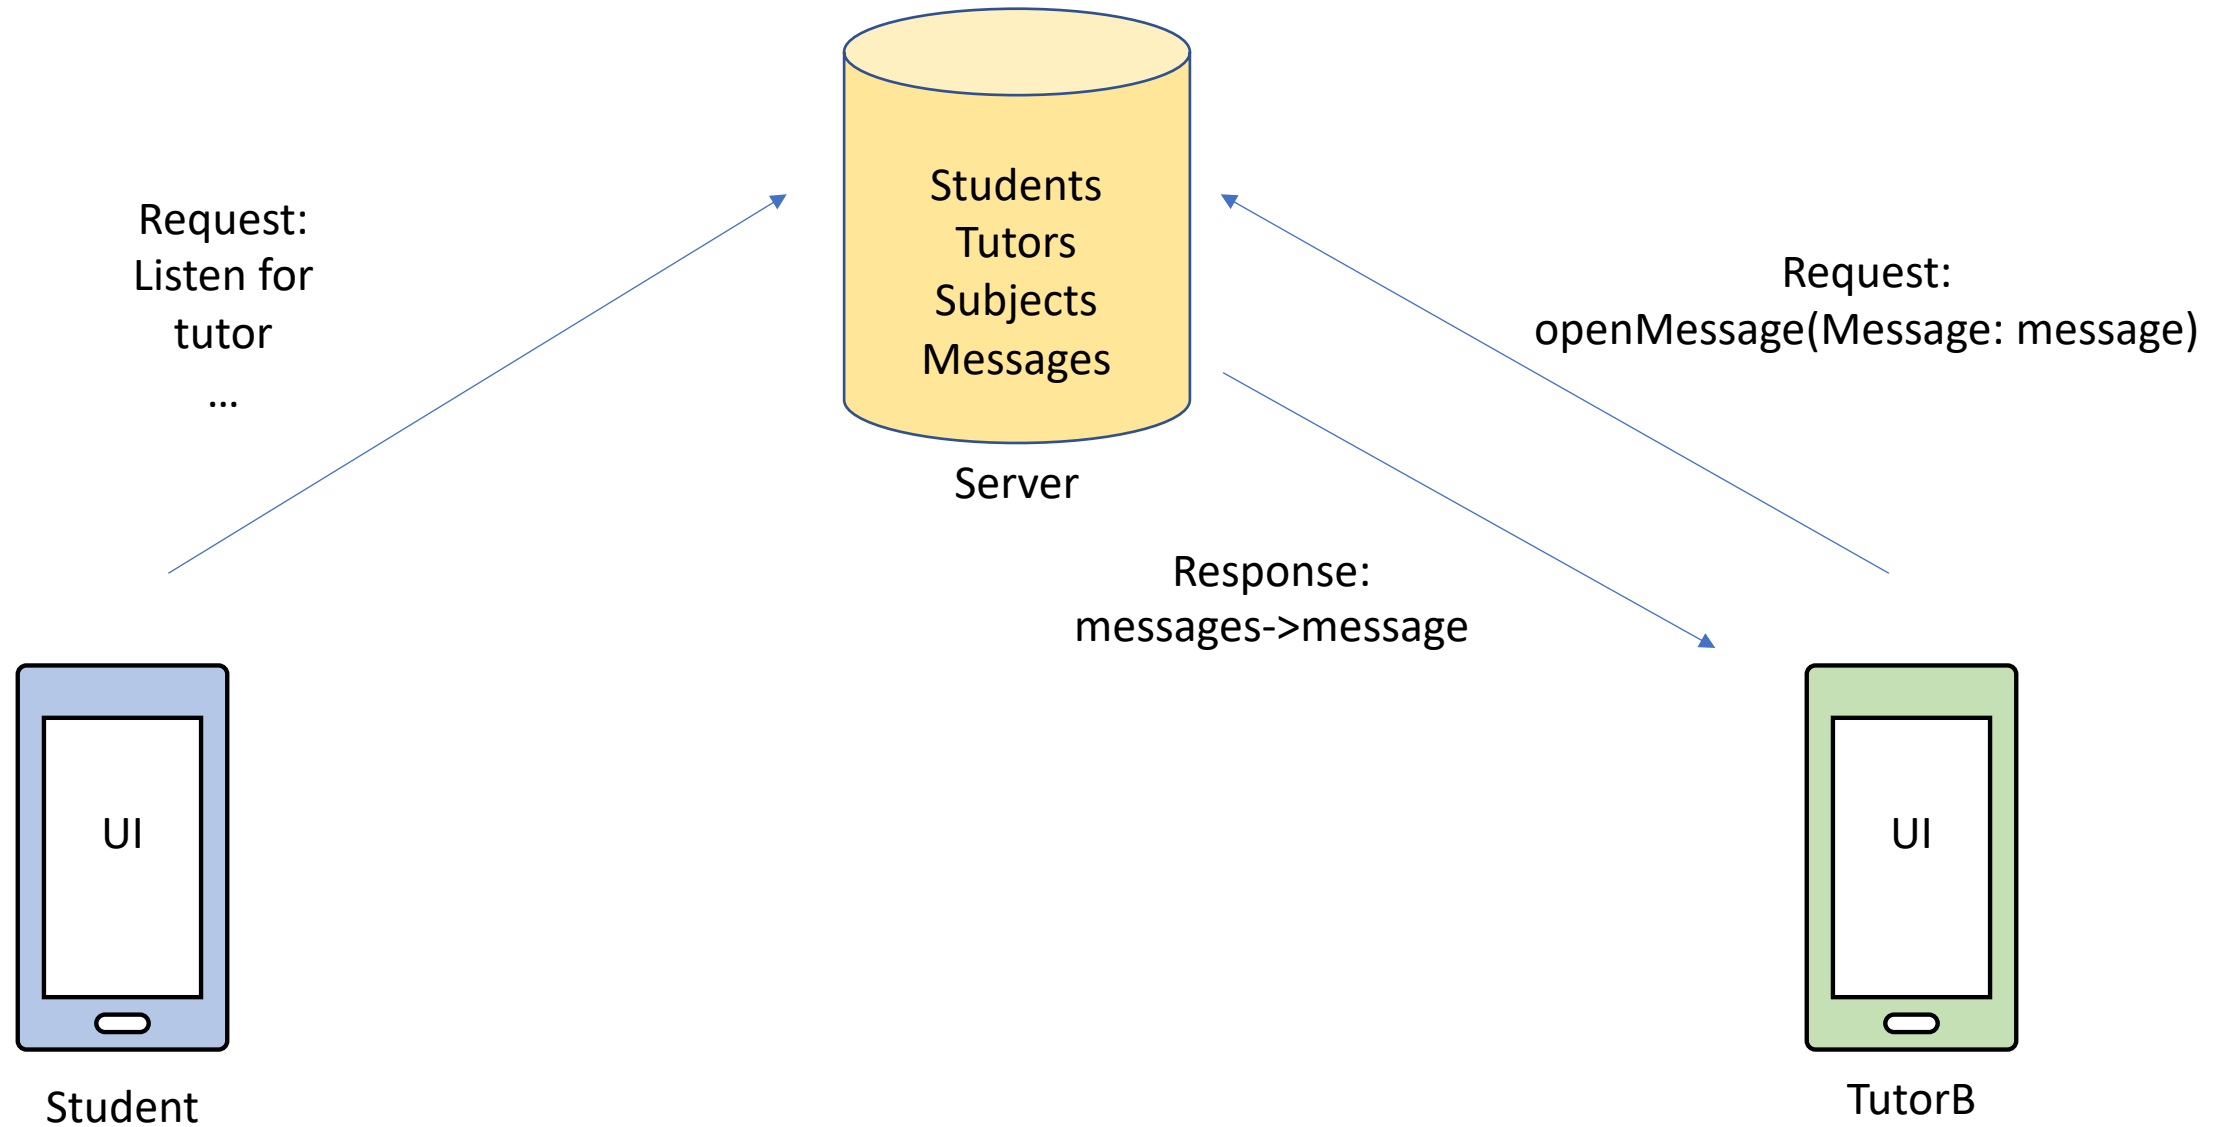 Students
Tutors
Subjects
Messages
Server
Request:
Listen for
tutor
...
Request:
openMessage(Message: message)
Response:
messages->message
UI
Student
UI
TutorB